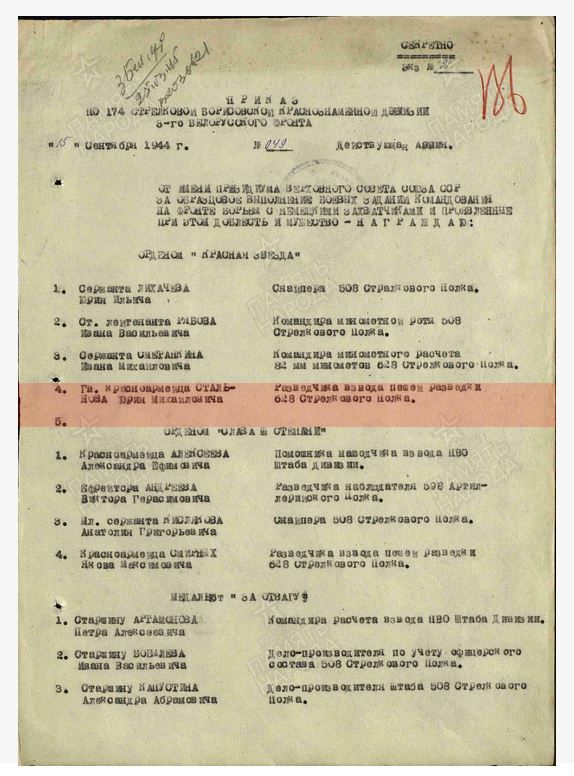 СЕКРЕТНО
Экз №
ПРИКАЗ
ПО 174 СТРЕЛКОВОЙ БОРИСОВСКОЙ КРАСНОЗНАМЕННОЙ ДИВИЗИИ
3-ГО БЕЛОРУССКОГО ФРОНТА
"15" Сентября 1944 г. № 049 Действующая Армия.
ОТ ИМЕНИ ПРЕЗИДИУМА ВЕРХОВНОГО СОВЕТА СОЮЗА ССР
ЗА ОБРАЗЦОВОЕ ВЫПОЛНЕНИЕ БОЕВЫХ ЗАДАНИЙ КОМАНДОВАНИЯ
НА ФРОНТЕ БОРЬБЫ С НЕМЕЦКИМИ ЗАХВАТЧИКАМИ И ПРОЯВЛЕННЫЕ
ПРИ ЭТОМ ДОБЛЕСТЬ И МУЖЕСТВО - НАГРАЖДАЮ:
ОРДЕНОМ "КРАСНАЯ ЗВЕЗДА"
1. Сержанта ЛИХАЧЕВА Снайпера 508 Стрелкового Полка.
Юрия Ильича
2. Ст. лейтенанта РЯБОВА Командира минометной роты 508
Ивана Васильевича Стрелкового Полка.
3. Сержанта СМЕТАНКИНА Командира минометного расчета
Ивана Михайловича 82 мм минометов 628 Стрелкового Полка.
4. Гв. красноармейца СТАЛЬ- Разведчика взвода пешей разведки
НОВА Юрия Михайловича 628 Стрелкового Полка.
5.
ОРДЕНОМ "СЛАВА Ш СТЕПЕНИ"
1. Красноармейца АЛЕКСЕЕВА Помошника наводчика взвода ПВО
Александра Ефимовича Штаба Дивизии.
2. Ефрейтора АНДРЕЕВА Разведчика наблюдателя 598 Артил-
Виктора Герасимовича лерийского Полка.
3. Мл. сержанта КИСЛЯКОВА Снайпера 508 Стрелкового Полка.
Анатолия Григорьевича
4. Красноармейца СМИРНЫХ Разведчика взвода пешей разведки
Якова Максимовича 628 Стрелкового Полка.
МЕДАЛЬЮ "ЗА ОТВАГУ"
1. Старшину АРТАМОНОВА Командира расчета взвода ПВО Штаба Дивизии.
Петра Алексеевича
2. Старшину Дело-производителя по учету офицерского
Ивана Васильевича состава 508 Стрелкового Полка.
3. Старшину КАПУСТИНА Дело-производителя штаба 508 Стрелкового
Александра Абрамовича Полка.